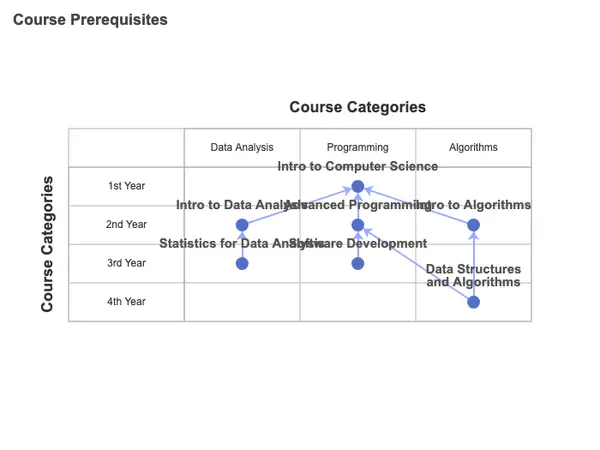 Course Prerequisites
Course Categories
Data Analysis
Programming
Algorithms
Course Categories
1st Year
Intro to Computer Science
2nd Year
Intro to Data Analysis
Advanced Programming
Intro to Algorithms
3rd Year
Statistics for Data Analysis
Software Development
4th Year
Data Structures
and Algorithms